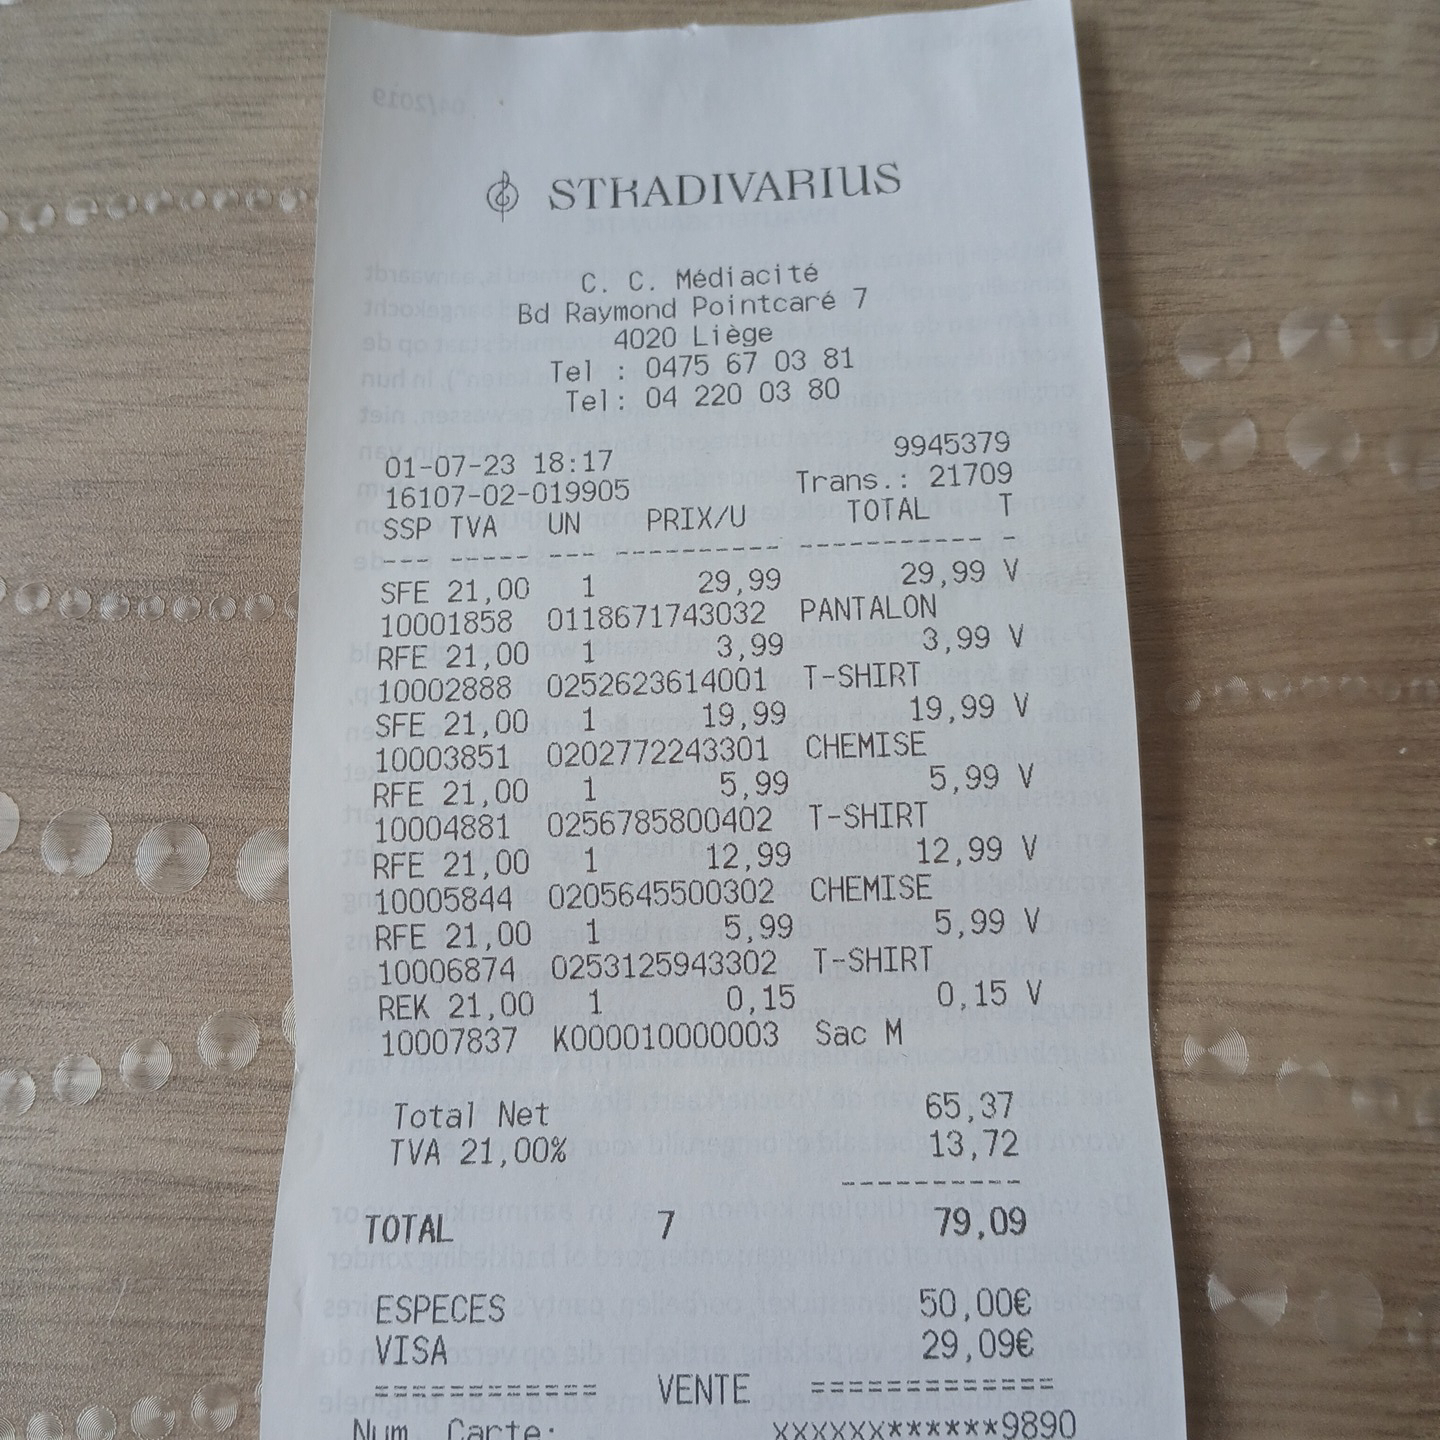 STRADIVARIUS
C. C. Médiacité
Bd Raymond Pointcaré 7
4020 Liège
Tel : 0475 67 03 81
Tel: 04 220 03 80
9945379
01-07-23 18:17
Trans.: 21709
16107-02-019905
SSP TVA UN PRIX/U TOTAL T
--- ----- --- ---------- ----------- -
SFE 21,00 1 29,99 29,99 V
10001858 0118671743032 PANTALON
RFE 21,00 1 3,99 3,99 V
10002888 0252623614001 T-SHIRT
SFE 21,00 1 19,99 19,99 V
10003851 0202772243301 CHEMISE
RFE 21,00 1 5,99 5,99 V
10004881 0256785800402 T-SHIRT
RFE 21,00 1 12,99 12,99 V
10005844 0205645500302 CHEMISE
RFE 21,00 1 5,99 5,99 V
10006874 0253125943302 T-SHIRT
REK 21,00 1 0,15 0,15 V
10007837 K000010000003 Sac M
Total Net 65,37
TVA 21,00% 13,72
----------
TOTAL 7 79,09
ESPECES 50,00€
VISA 29,09€
============ VENTE =============
Num. Carte: XXXXXX******9890